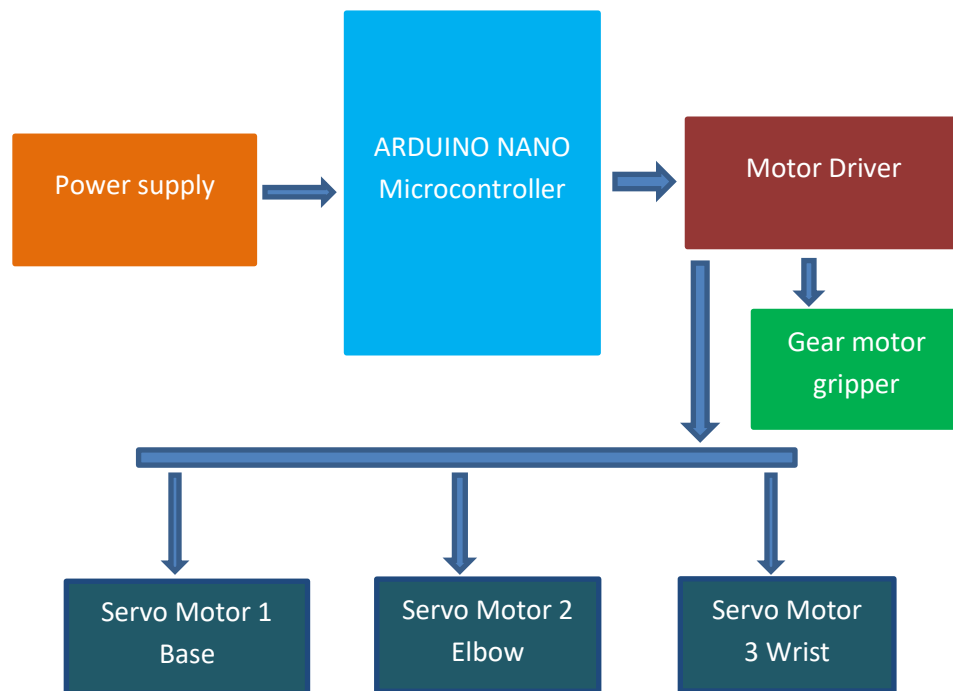 Power supply
ARDUINO NANO
Microcontroller
Motor Driver
Gear motor
gripper
Servo Motor 1
Base
Servo Motor 2
Elbow
Servo Motor
3 Wrist